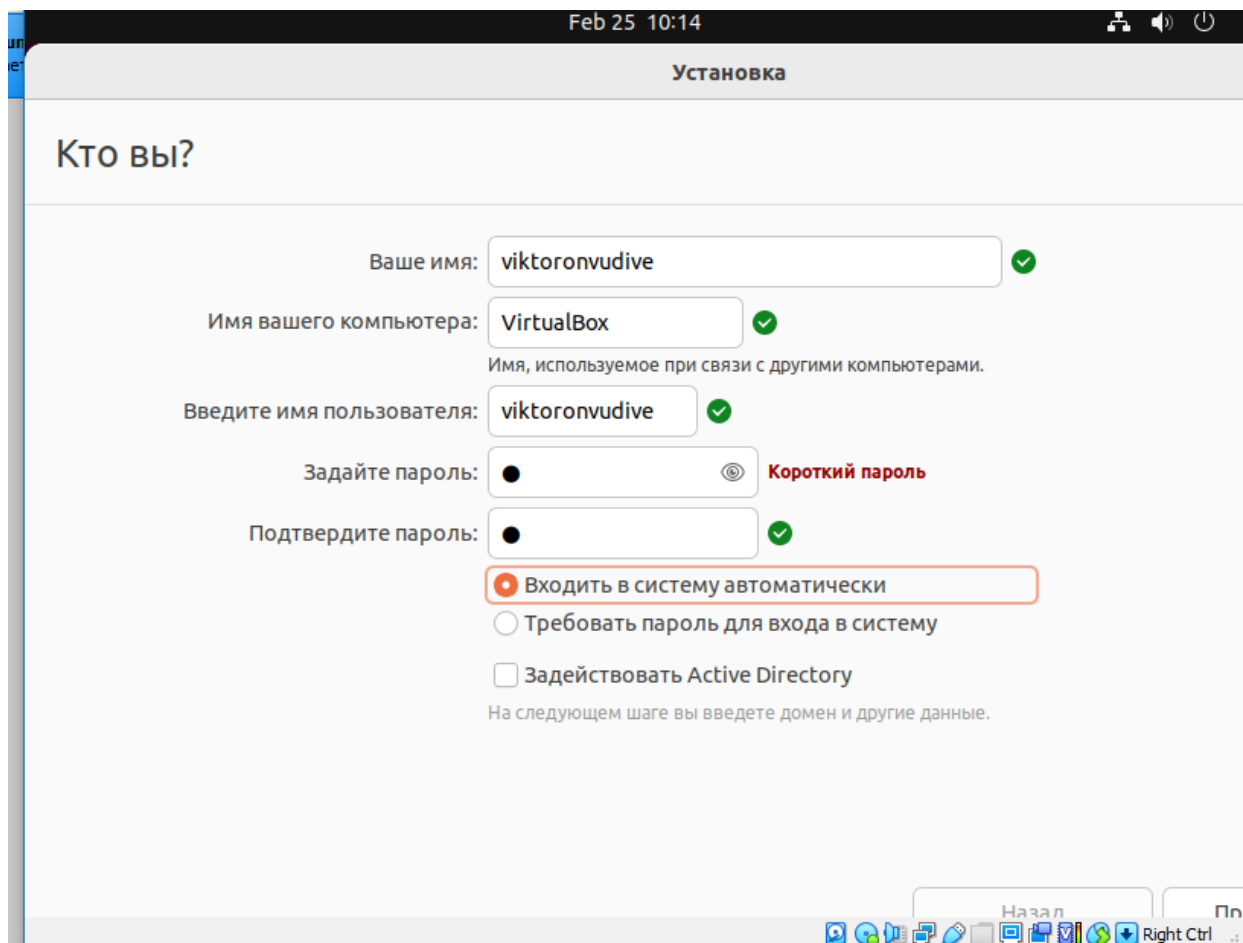 Feb 25 10:14
Установка
Кто вы?
Ваше имя: viktoronvudive
Имя вашего компьютера: VirtualBox
Имя, используемое при связи с другими компьютерами.
Введите имя пользователя: viktoronvudive
Задайте пароль: ● Короткий пароль
Подтвердите пароль: ●
Входить в систему автоматически
Требовать пароль для входа в систему
Задействовать Active Directory
На следующем шаге вы введете домен и другие данные.
Назад
Right Ctrl